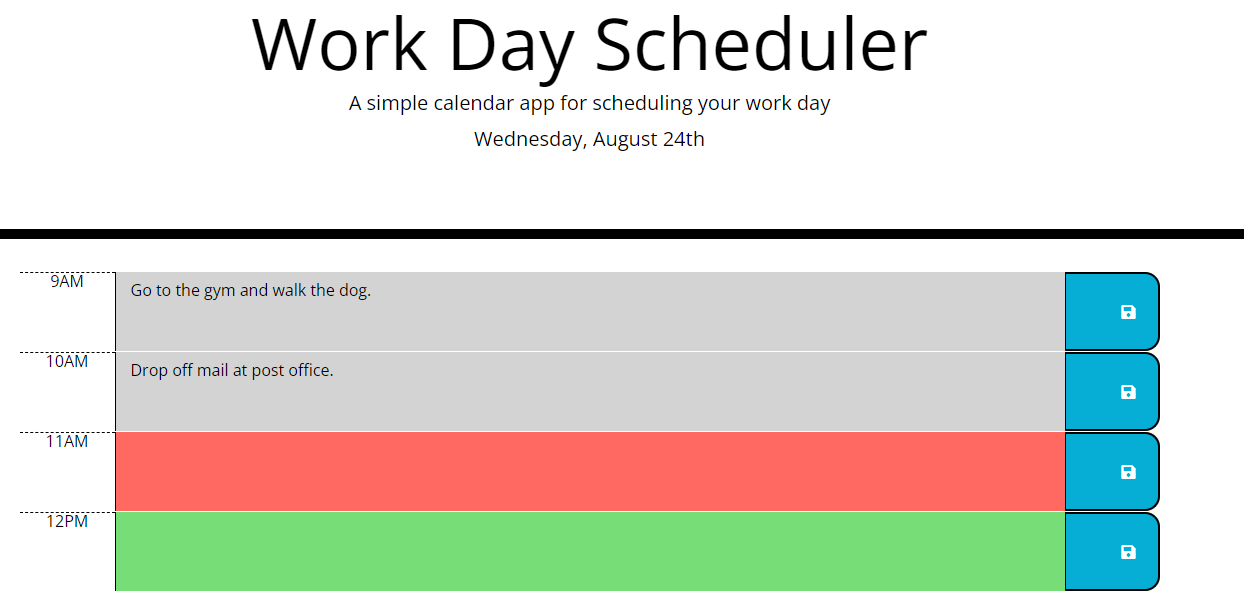 Work Day Scheduler
A simple calendar app for scheduling your work day
Wednesday, August 24th
9AM
Go to the gym and walk the dog.
10AM
Drop off mail at post office.
11AM
12PM